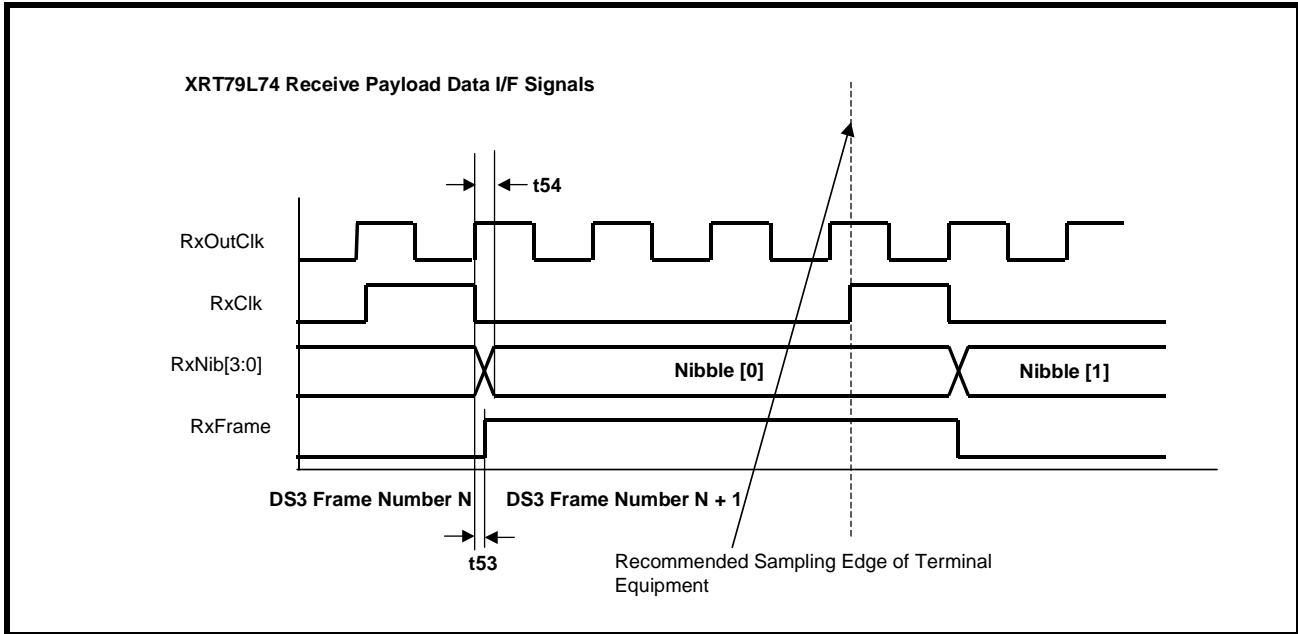 XRT79L74 Receive Payload Data I/F Signals
t54
RxOutClk
RxClk
RxNib[3:0]
Nibble [0]
Nibble [1]
RxFrame
DS3 Frame Number N
DS3 Frame Number N + 1
t53
Recommended Sampling Edge of Terminal
Equipment